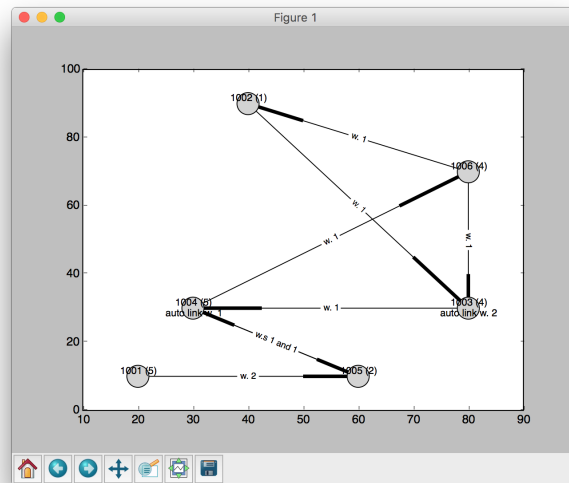 Figure 1
100
1002 (1)
w. 1
80
1006 (4)
w. 1
60
w. 1
w. 1
40
1004 (5)
auto link w. 1
w. 1
1003 (4)
auto link w. 2
w.s 1 and 1
20
1001 (5)
w. 2
1005 (2)
0
10
20
30
40
50
60
70
80
90